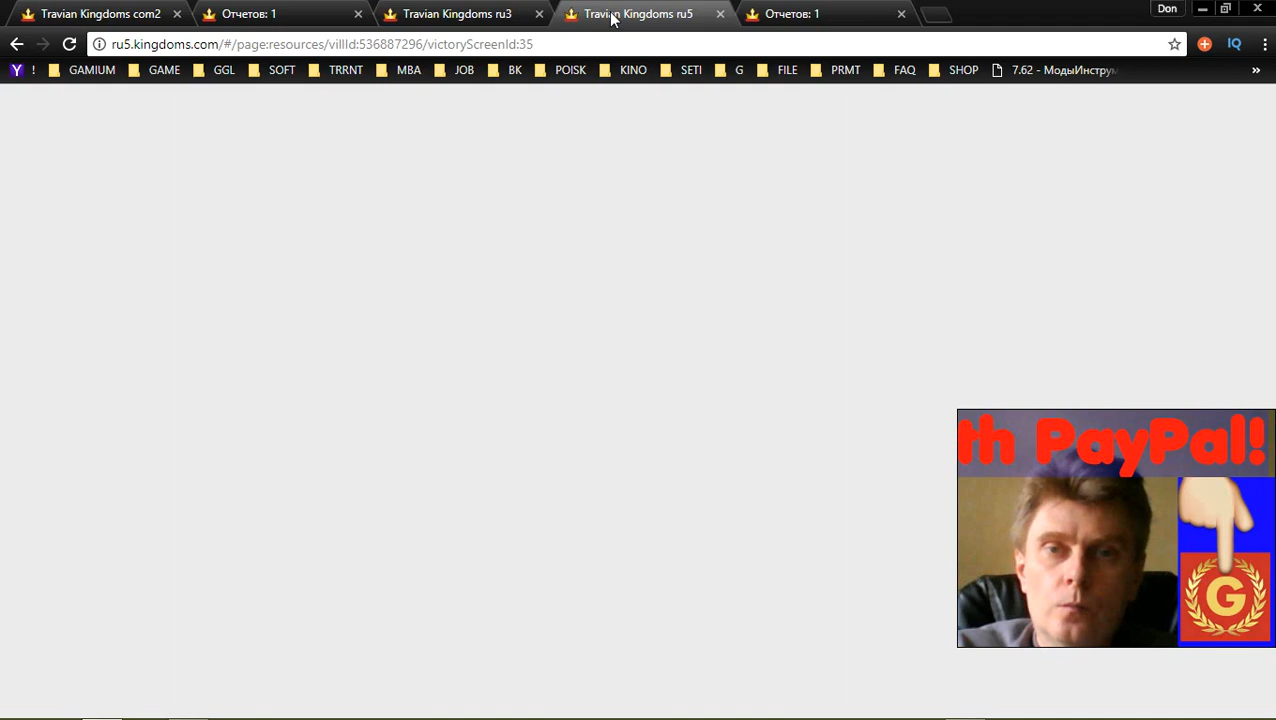 Travian Kingdoms com2
Отчетов: 1
Travian Kingdoms ru3
Travian Kingdoms ru5
Отчетов: 1
Don
ru5.kingdoms.com/#/page:resources/villId:536887296/victoryScreenId:35
Y ! GAMIUM GAME GGL SOFT TRRNT MBA JOB BK POISK KINO SETI G FILE PRMT FAQ SHOP 7.62 - МодыИнструм »
IQ
th PayPal!
G